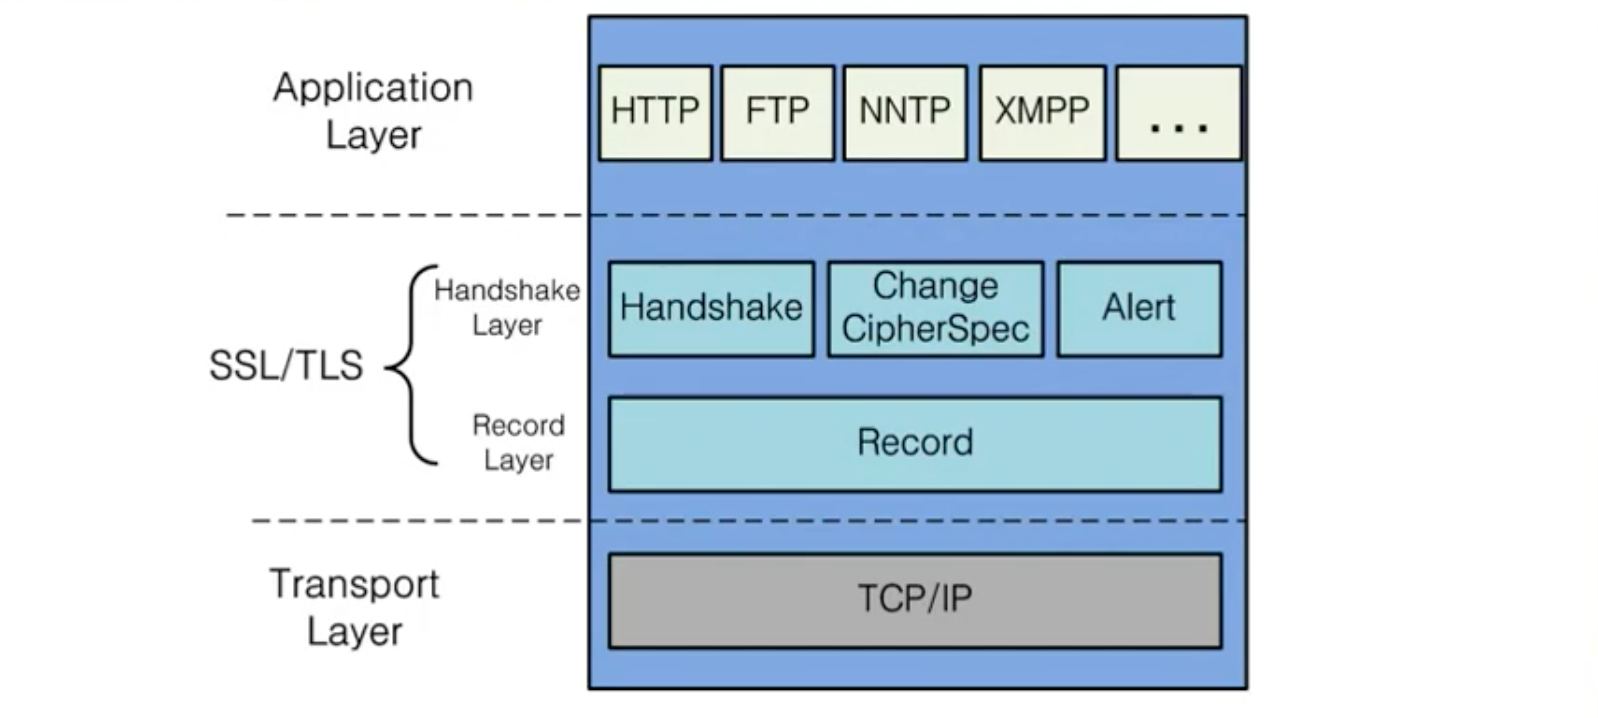 Application
Layer
HTTP
FTP
NNTP
XMPP
...
SSL/TLS
Handshake
Layer
Handshake
Change
CipherSpec
Alert
Record
Layer
Record
Transport
Layer
TCP/IP